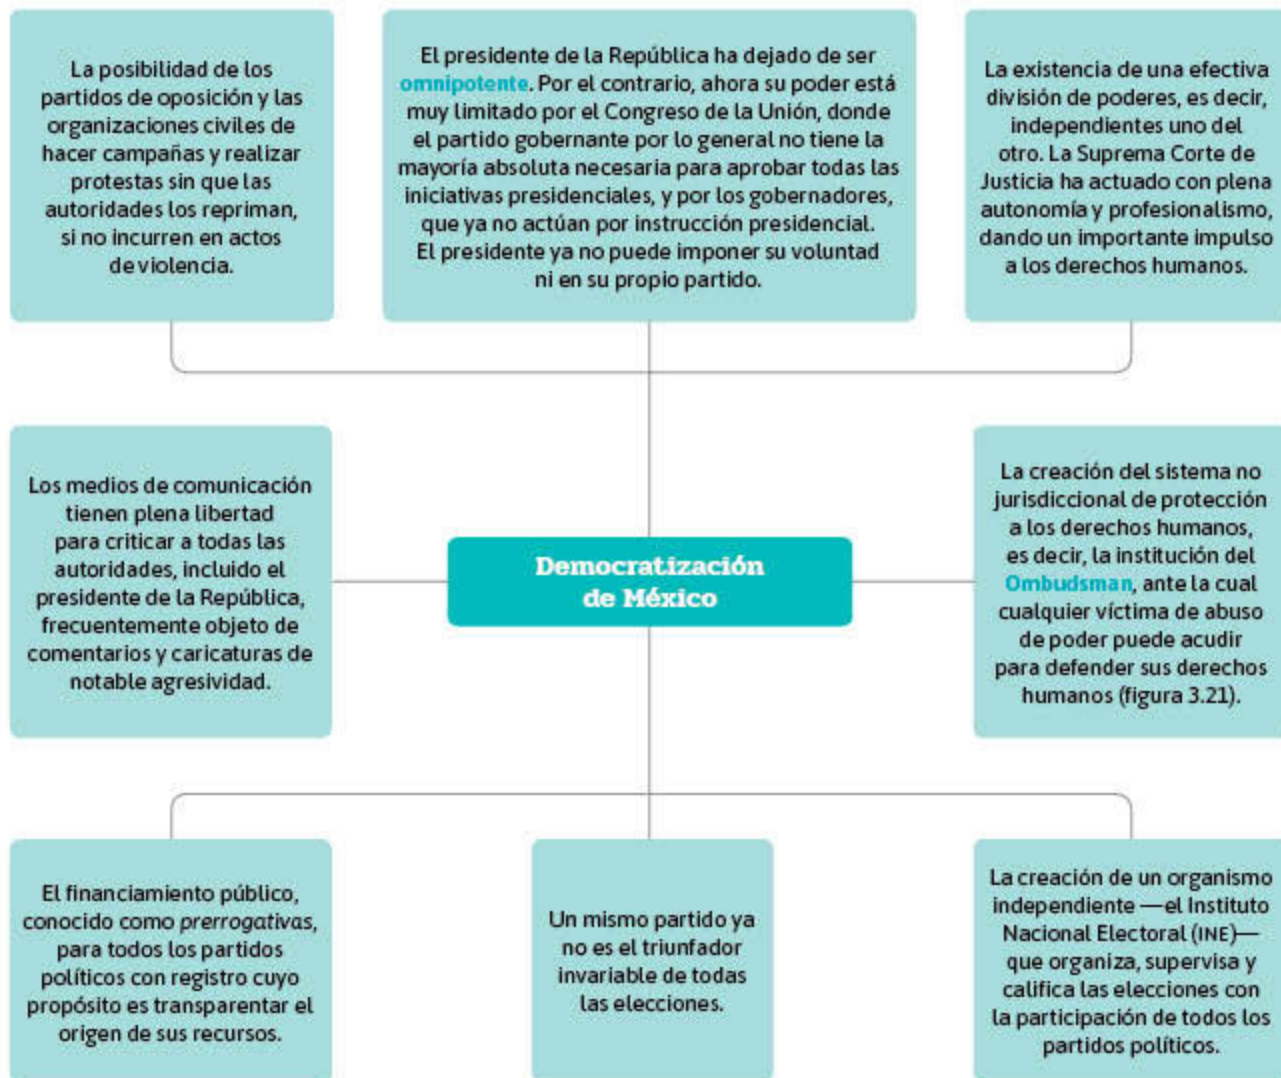 La posibilidad de los
partidos de oposición y las
organizaciones civiles de
hacer campañas y realizar
protestas sin que las
autoridades los repriman,
si no incurren en actos
de violencia.
El presidente de la República ha dejado de ser
omnipotente. Por el contrario, ahora su poder está
muy limitado por el Congreso de la Unión, donde
el partido gobernante por lo general no tiene la
mayoría absoluta necesaria para aprobar todas las
iniciativas presidenciales, y por los gobernadores,
que ya no actúan por instrucción presidencial.
El presidente ya no puede imponer su voluntad
ni en su propio partido.
La existencia de una efectiva
división de poderes, es decir,
independientes uno del
otro. La Suprema Corte de
Justicia ha actuado con plena
autonomía y profesionalismo,
dando un importante impulso
a los derechos humanos.
Los medios de comunicación
tienen plena libertad
para criticar a todas las
autoridades, incluido el
presidente de la República,
frecuentemente objeto de
comentarios y caricaturas de
notable agresividad.
Democratización
de México
La creación del sistema no
jurisdiccional de protección
a los derechos humanos,
es decir, la institución del
Ombudsman, ante la cual
cualquier víctima de abuso
de poder puede acudir
para defender sus derechos
humanos (figura 3.21).
El financiamiento público,
conocido como prerrogativas,
para todos los partidos
políticos con registro cuyo
propósito es transparentar el
origen de sus recursos.
Un mismo partido ya
no es el triunfador
invariable de todas
las elecciones.
La creación de un organismo
independiente —el Instituto
Nacional Electoral (INE)—
que organiza, supervisa y
califica las elecciones con
la participación de todos los
partidos políticos.